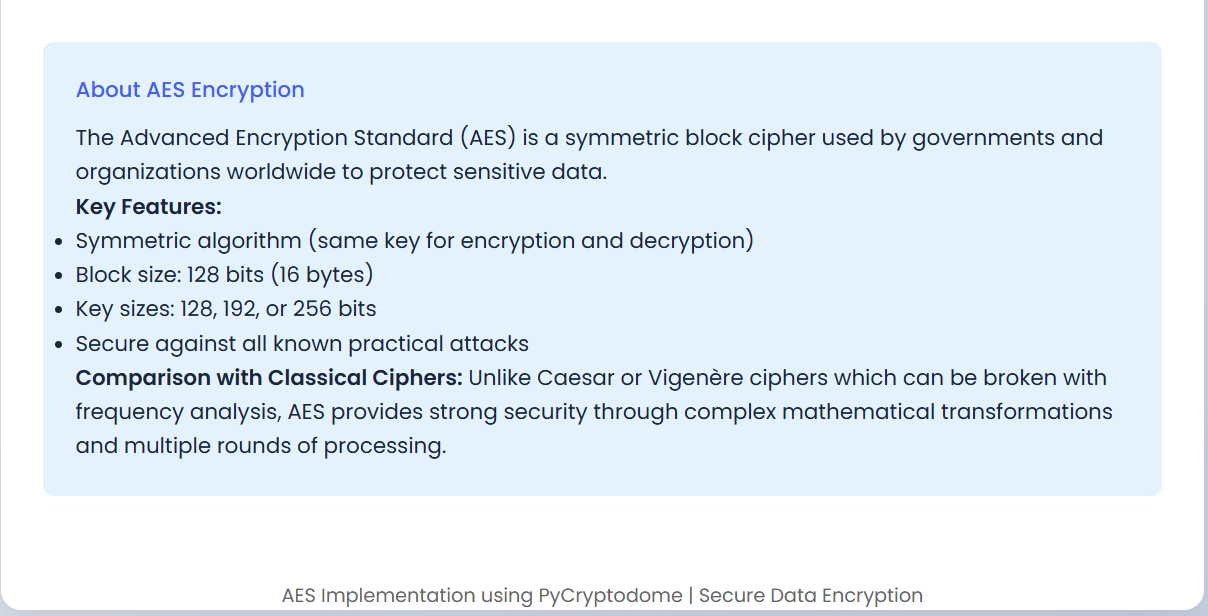 About AES Encryption
The Advanced Encryption Standard (AES) is a symmetric block cipher used by governments and
organizations worldwide to protect sensitive data.
Key Features:
• Symmetric algorithm (same key for encryption and decryption)
• Block size: 128 bits (16 bytes)
• Key sizes: 128, 192, or 256 bits
• Secure against all known practical attacks
Comparison with Classical Ciphers: Unlike Caesar or Vigenère ciphers which can be broken with
frequency analysis, AES provides strong security through complex mathematical transformations
and multiple rounds of processing.
AES Implementation using PyCryptodome | Secure Data Encryption